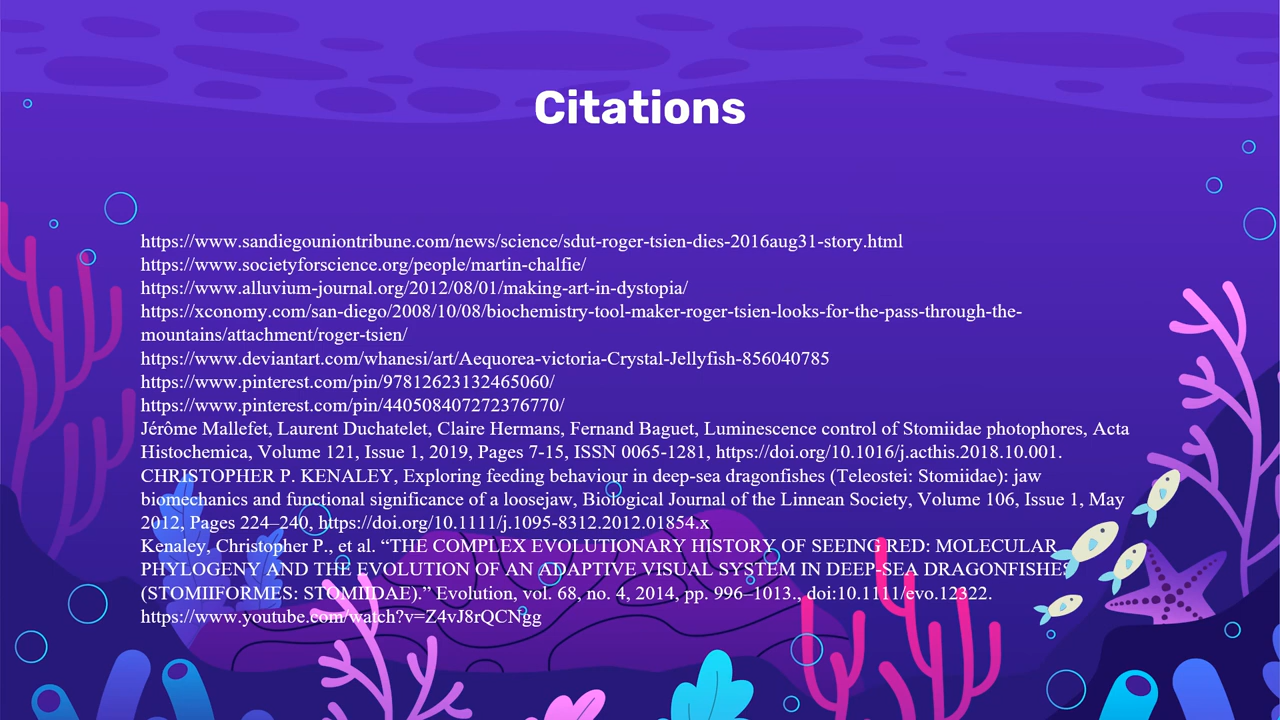 Citations
https://www.sandiegouniontribune.com/news/science/sdut-roger-tsien-dies-2016aug31-story.html
https://www.societyforscience.org/people/martin-chalfie/
https://www.alluvium-journal.org/2012/08/01/making-art-in-dystopia/
https://xconomy.com/san-diego/2008/10/08/biochemistry-tool-maker-roger-tsien-looks-for-the-pass-through-the-
mountains/attachment/roger-tsien/
https://www.deviantart.com/whanesi/art/Aequorea-victoria-Crystal-Jellyfish-856040785
https://www.pinterest.com/pin/97812623132465060/
https://www.pinterest.com/pin/440508407272376770/
Jérôme Mallefet, Laurent Duchatelet, Claire Hermans, Fernand Baguet, Luminescence control of Stomiidae photophores, Acta
Histochemica, Volume 121, Issue 1, 2019, Pages 7-15, ISSN 0065-1281, https://doi.org/10.1016/j.acthis.2018.10.001.
CHRISTOPHER P. KENALEY, Exploring feeding behaviour in deep-sea dragonfishes (Teleostei: Stomiidae): jaw
biomechanics and functional significance of a loosejaw, Biological Journal of the Linnean Society, Volume 106, Issue 1, May
2012, Pages 224–240, https://doi.org/10.1111/j.1095-8312.2012.01854.x
Kenaley, Christopher P., et al. “THE COMPLEX EVOLUTIONARY HISTORY OF SEEING RED: MOLECULAR
PHYLOGENY AND THE EVOLUTION OF AN ADAPTIVE VISUAL SYSTEM IN DEEP-SEA DRAGONFISHES
(STOMIIFORMES: STOMIIDAE).” Evolution, vol. 68, no. 4, 2014, pp. 996–1013., doi:10.1111/evo.12322.
https://www.youtube.com/watch?v=Z4vJ8rQCNgg